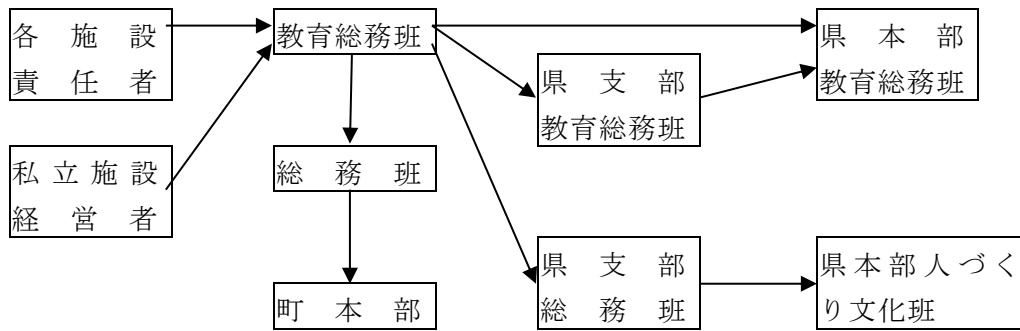 各施設
責任者
教育総務班
県本部
教育総務班
県支部
教育総務班
私立施設
経営者
総務班
県支部
総務班
県本部人づく
り文化班
町本部